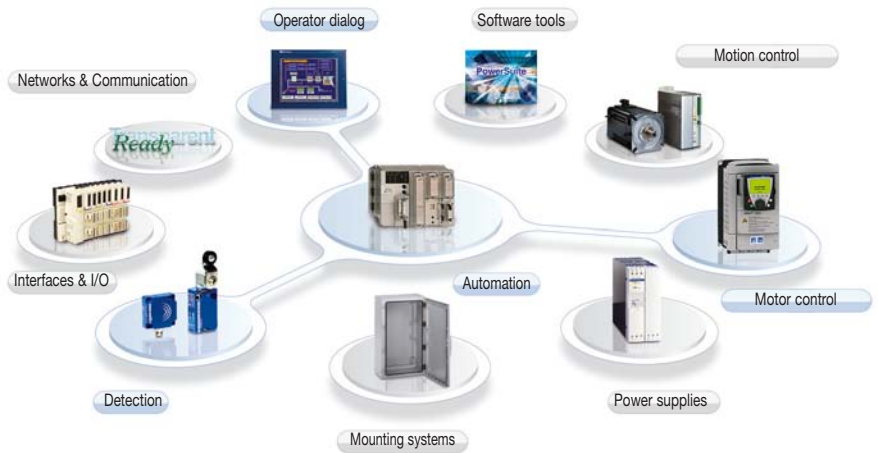 Operator dialog
Software tools
Motion control
Networks & Communication
PowerSuite
Transparent
Ready
Interfaces & I/O
Automation
Motor control
Detection
Power supplies
Mounting systems